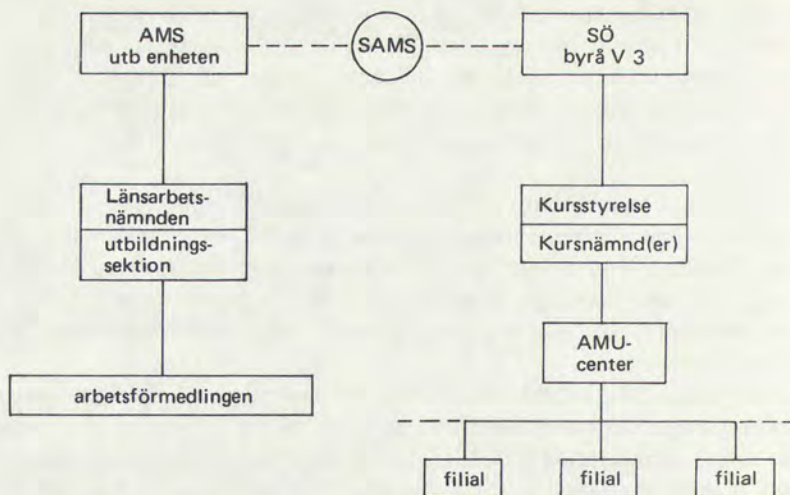 AMS
utb enheten
SAMS
SÖ
byrå V 3
Länsarbets-
nämnden
utbildnings-
sektion
Kursstyrelse
Kursnämnd(er)
AMU-
center
arbetsförmedlingen
filial
filial
filial